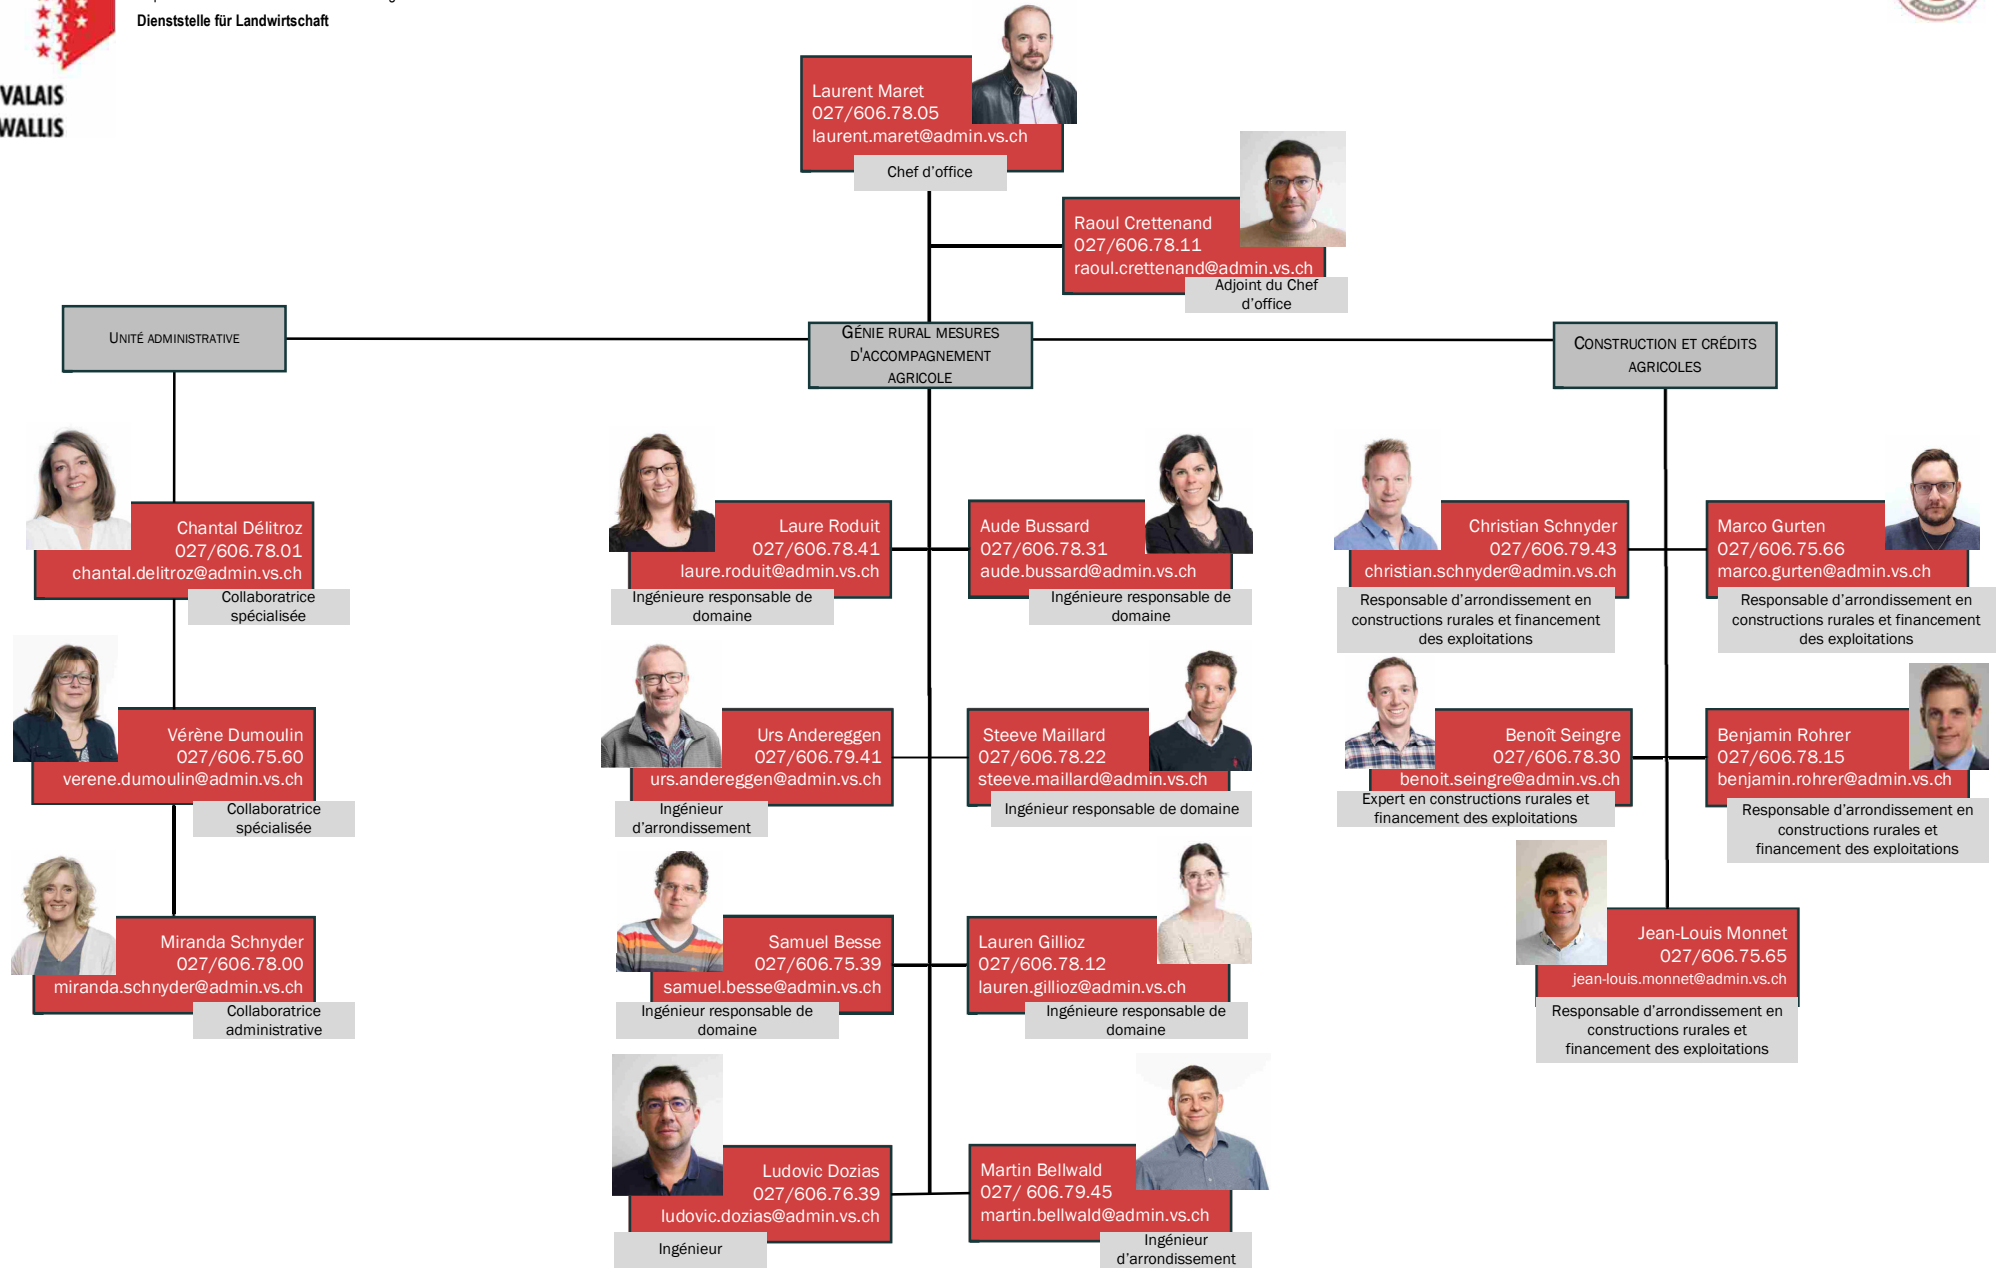 Dienststelle für Landwirtschaft
VALAIS
WALLIS
Laurent Maret
027/606.78.05
laurent.maret@admin.vs.ch
Chef d'office
Raoul Crettenand
027/606.78.11
raoul.crettenand@admin.vs.ch
Adjoint du Chef
d'office
UNITÉ ADMINISTRATIVE
GÉNIE RURAL MESURES
D'ACCOMPAGNEMENT
AGRICOLE
CONSTRUCTION ET CRÉDITS
AGRICOLES
Chantal Délitroz
027/606.78.01
chantal.delitroz@admin.vs.ch
Collaboratrice
spécialisée
Vérène Dumoulin
027/606.75.60
verene.dumoulin@admin.vs.ch
Collaboratrice
spécialisée
Miranda Schnyder
027/606.78.00
miranda.schnyder@admin.vs.ch
Collaboratrice
administrative
Laure Roduit
027/606.78.41
laure.roduit@admin.vs.ch
Ingénieure responsable de
domaine
Aude Bussard
027/606.78.31
aude.bussard@admin.vs.ch
Ingénieure responsable de
domaine
Urs Andereggen
027/606.79.41
urs.andereggen@admin.vs.ch
Ingénieur
d'arrondissement
Steeve Maillard
027/606.78.22
steeve.maillard@admin.vs.ch
Ingénieur responsable de domaine
Samuel Besse
027/606.75.39
samuel.besse@admin.vs.ch
Ingénieur responsable de
domaine
Lauren Gillioz
027/606.78.12
lauren.gillioz@admin.vs.ch
Ingénieure responsable de
domaine
Ludovic Dozias
027/606.76.39
ludovic.dozias@admin.vs.ch
Ingénieur
Martin Bellwald
027/ 606.79.45
martin.bellwald@admin.vs.ch
Ingénieur
d'arrondissement
Christian Schnyder
027/606.79.43
christian.schnyder@admin.vs.ch
Responsable d'arrondissement en
constructions rurales et financement
des exploitations
Marco Gurten
027/606.75.66
marco.gurten@admin.vs.ch
Responsable d'arrondissement en
constructions rurales et financement
des exploitations
Benoît Seingre
027/606.78.30
benoit.seingre@admin.vs.ch
Expert en constructions rurales et
financement des exploitations
Benjamin Rohrer
027/606.78.15
benjamin.rohrer@admin.vs.ch
Responsable d'arrondissement en
constructions rurales et
financement des exploitations
Jean-Louis Monnet
027/606.75.65
jean-louis.monnet@admin.vs.ch
Responsable d'arrondissement en
constructions rurales et
financement des exploitations